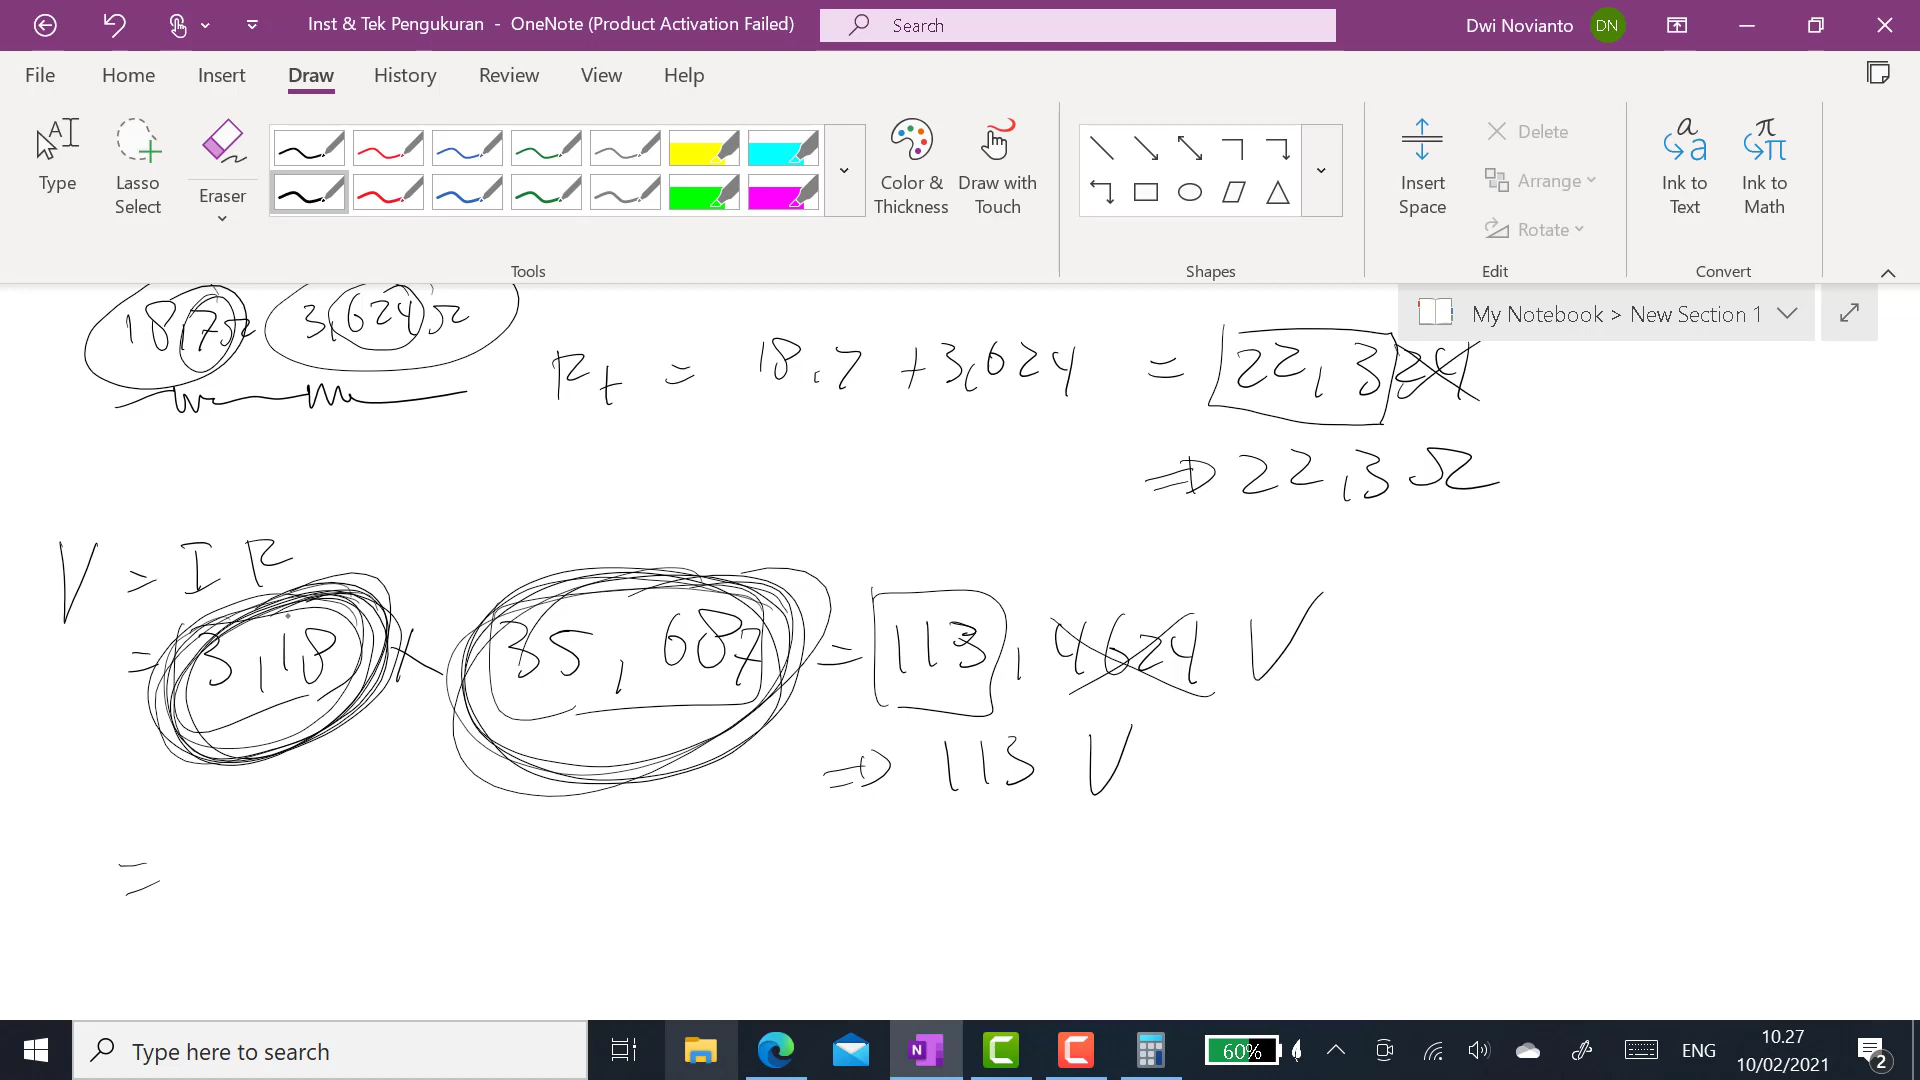 Inst & Tek Pengukuran - OneNote (Product Activation Failed)
Search
Dwi Novianto
DN
File Home Insert Draw History Review View Help
Type
Lasso Select
Eraser
Color & Thickness
Draw with Touch
Insert Space
Delete
Arrange
Rotate
Ink to Text
Ink to Math
Tools
Shapes
Edit
Convert
My Notebook > New Section 1
18,7Ω 3,624Ω
Rt = 18,7 + 3,624 = 22,324
⇒ 22,3 Ω
V = I R
= 3,18 × 35,687 = 113,4624 V
⇒ 113 V
=
Type here to search
60%
ENG
10.27
10/02/2021
2